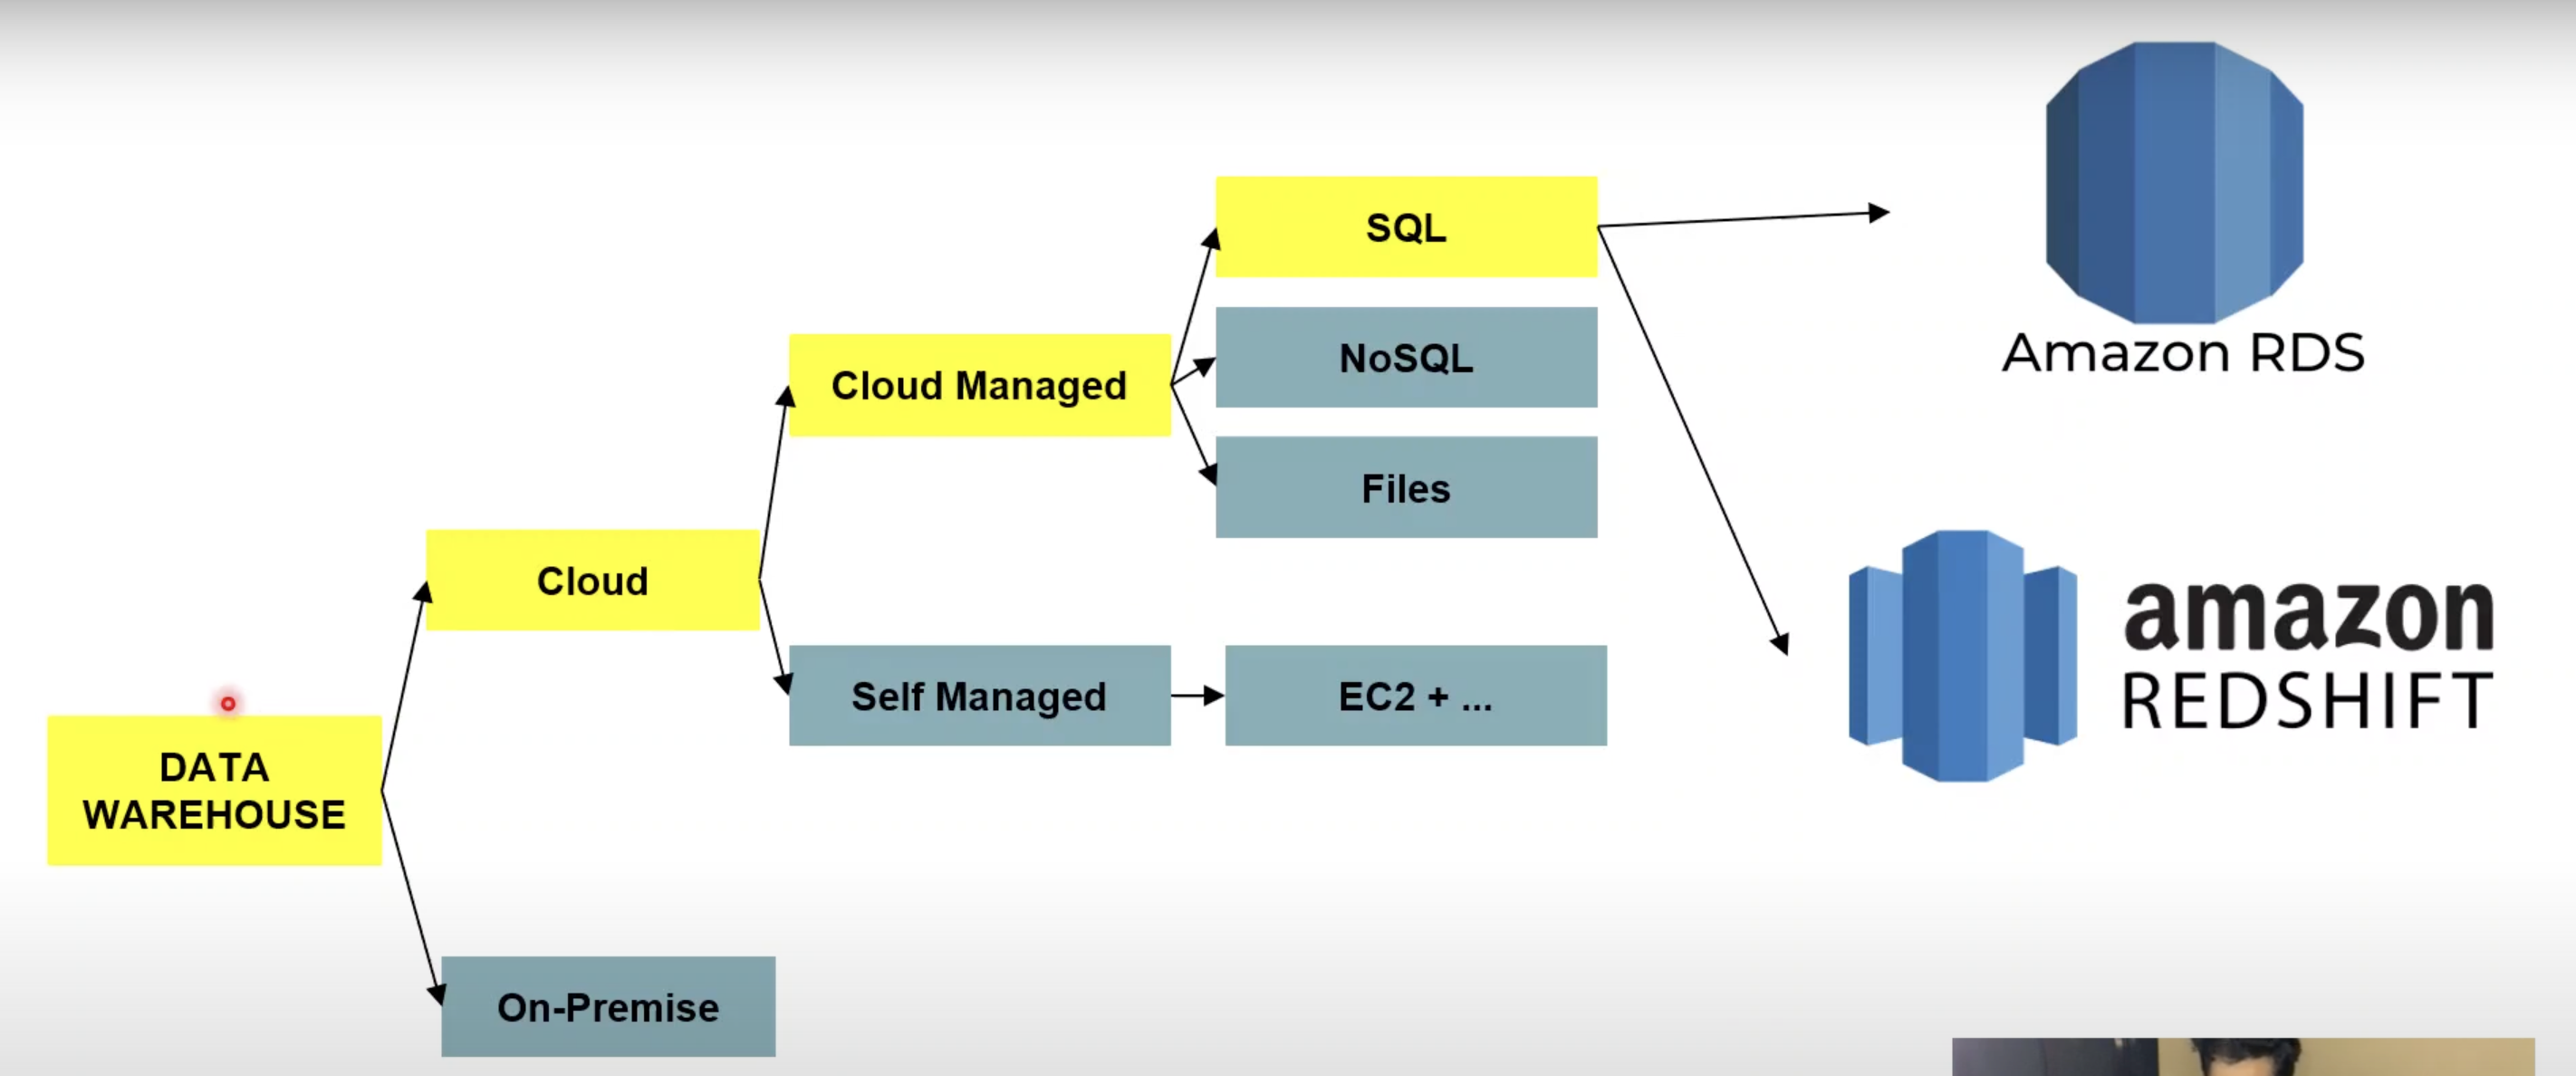 SQL
Amazon RDS
NoSQL
Cloud Managed
Files
Cloud
amazon
REDSHIFT
Self Managed
EC2 + ...
DATA
WAREHOUSE
On-Premise